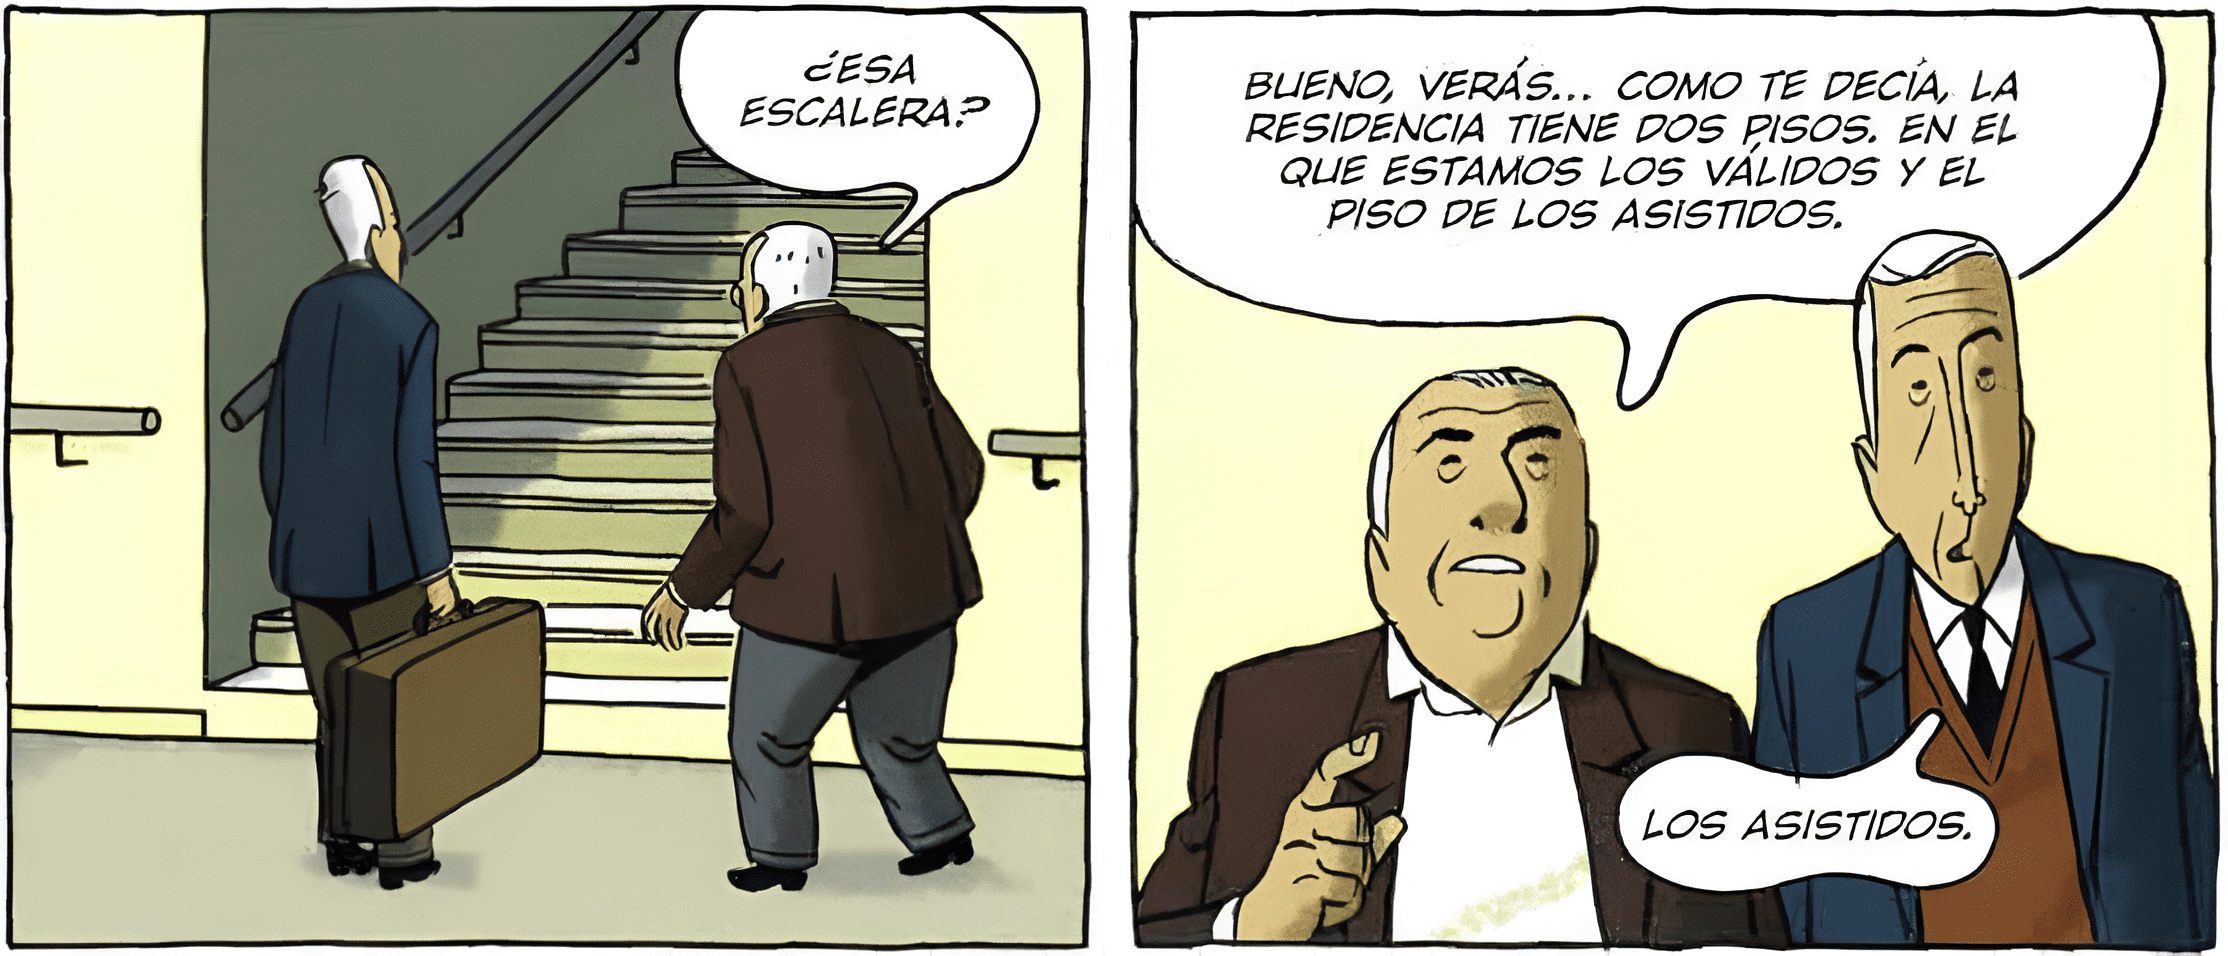 ¿ESA
ESCALERA?
BUENO, VERÁS... COMO TE DECÍA, LA
RESIDENCIA TIENE DOS PISOS. EN EL
QUE ESTAMOS LOS VÁLIDOS Y EL
PISO DE LOS ASISTIDOS.
LOS ASISTIDOS.